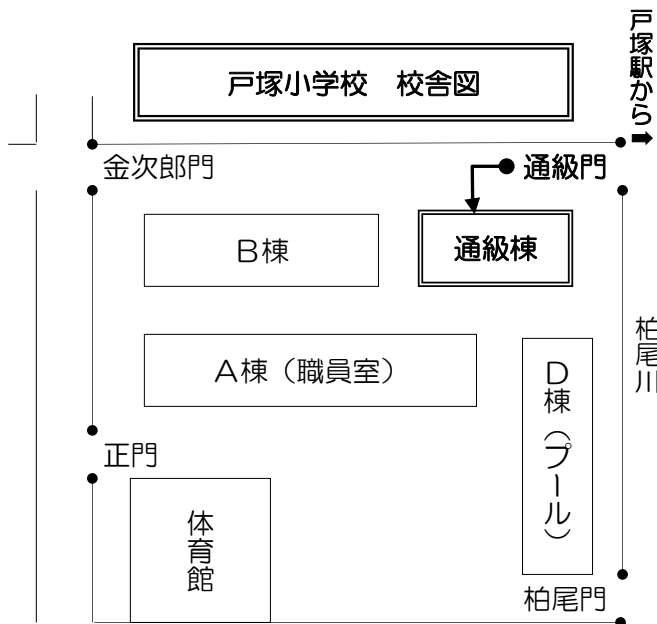 戸塚小学校　校舎図
戸塚駅から➡
金次郎門
通級門
B棟
通級棟
A棟（職員室）
柏尾川
D棟（プール）
正門
体育館
柏尾門